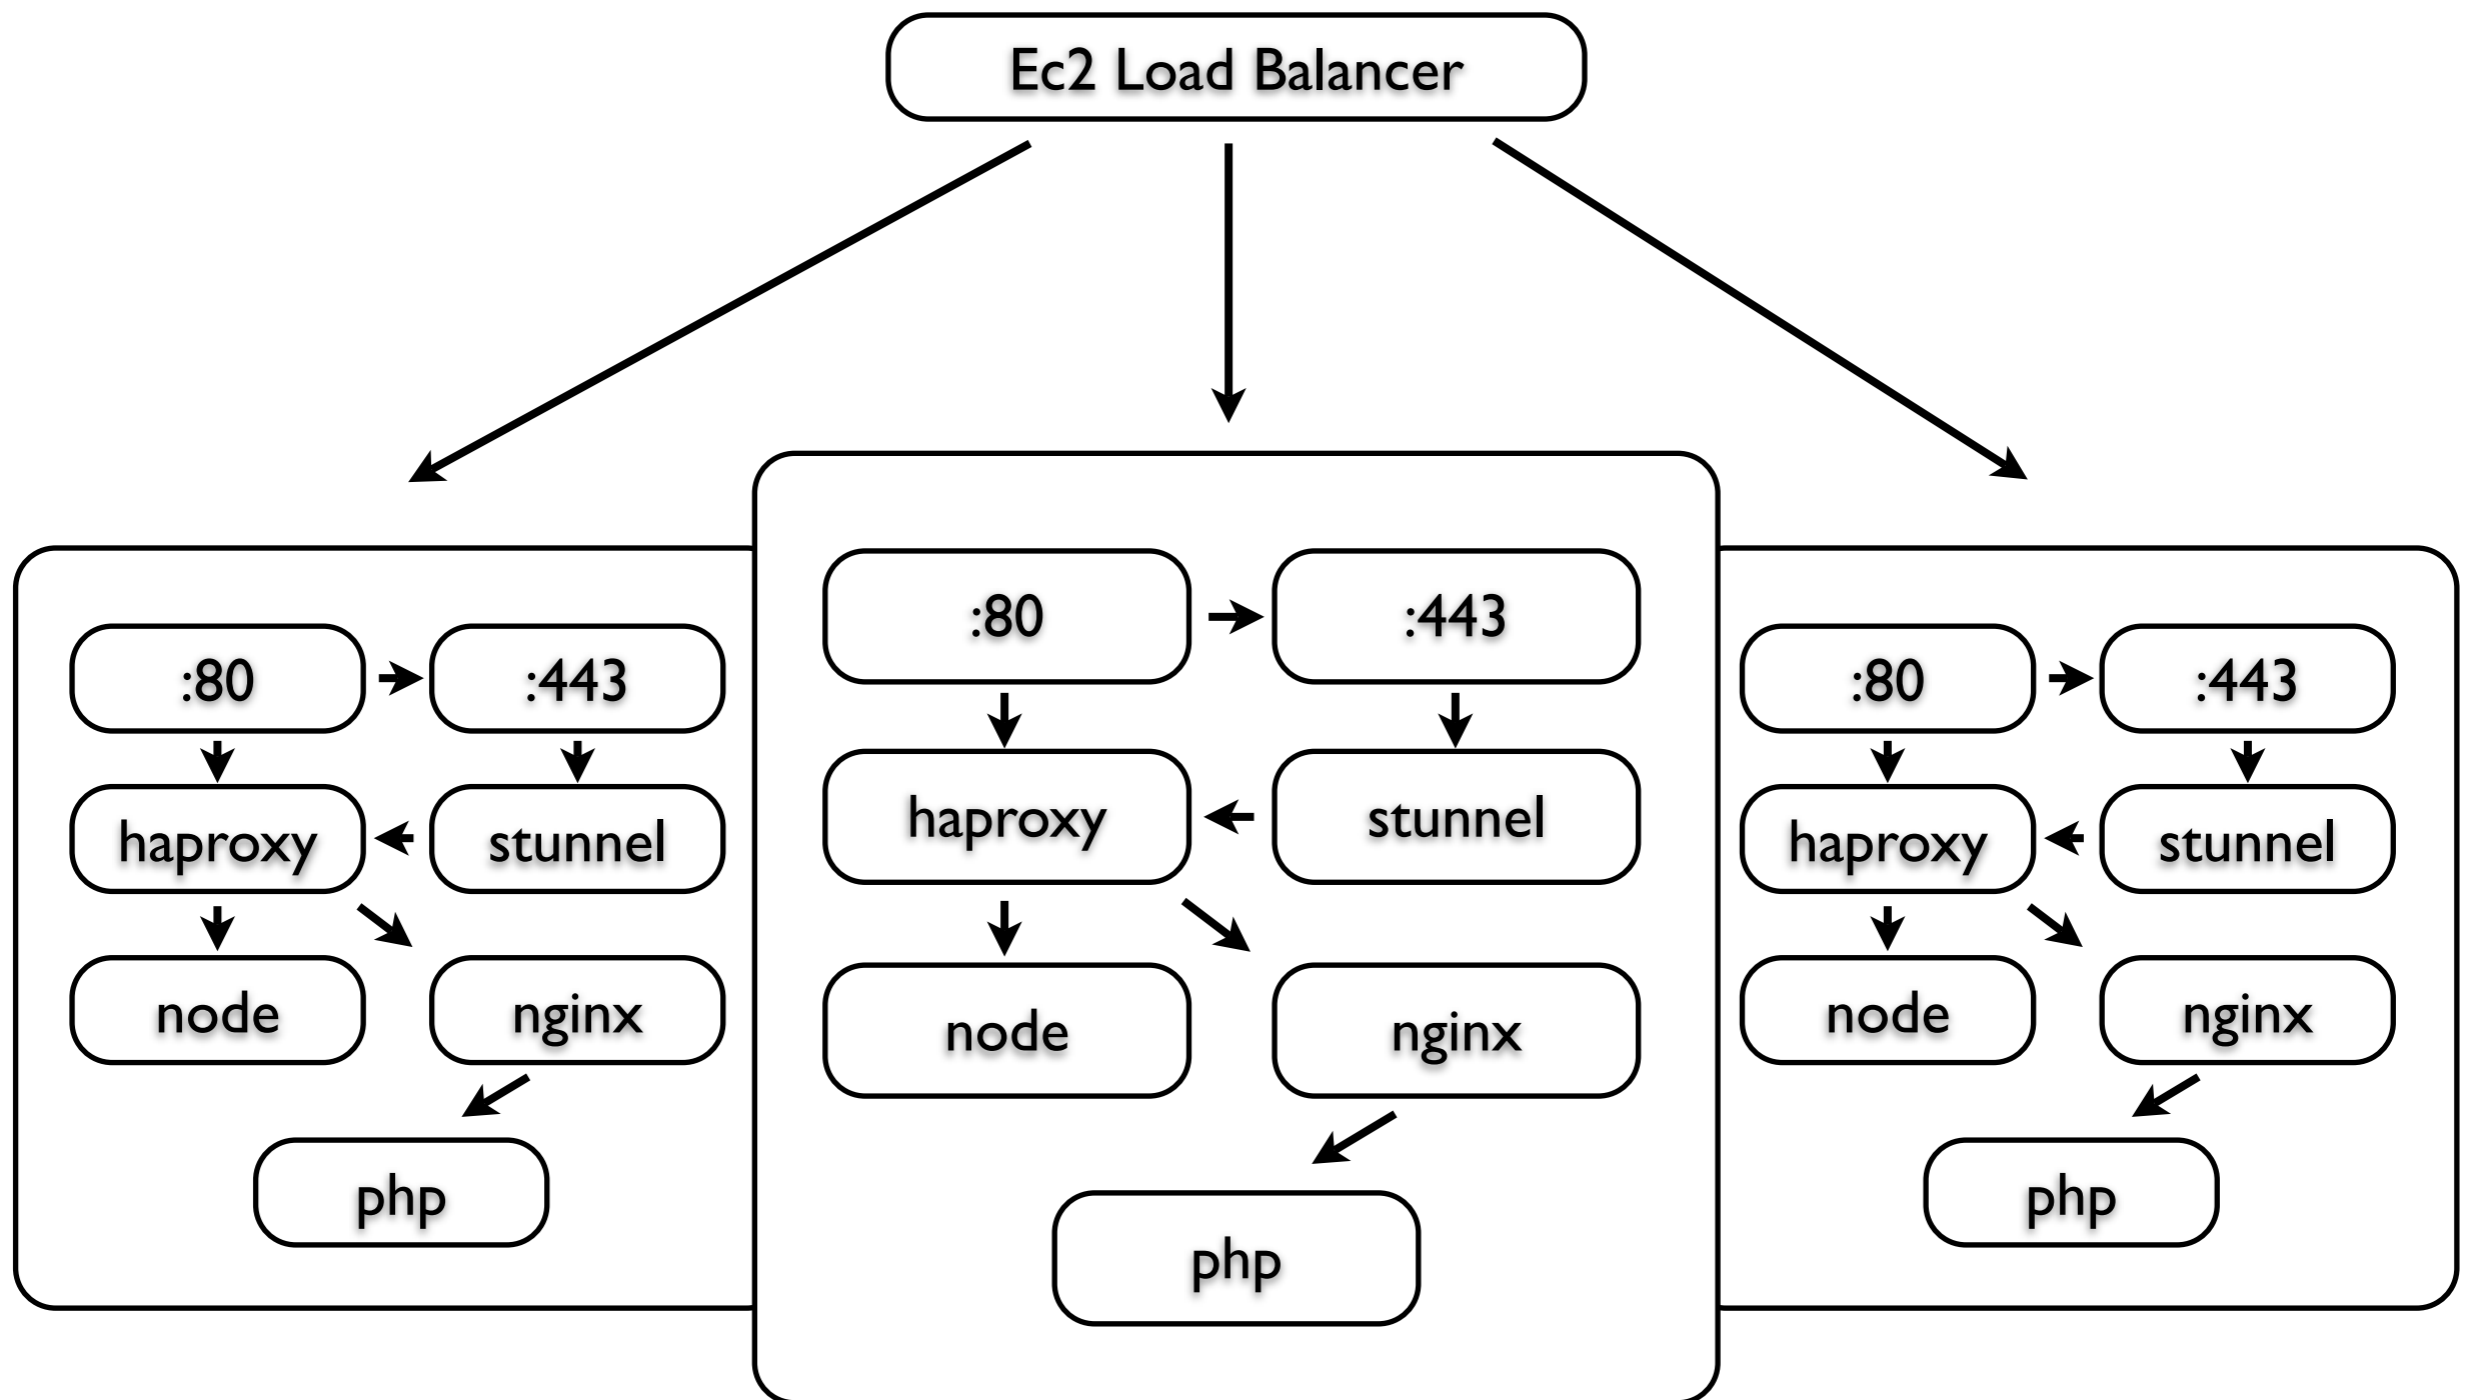 Ec2 Load Balancer
:80
:443
haproxy
stunnel
node
nginx
php
:80
:443
haproxy
stunnel
node
nginx
php
:80
:443
haproxy
stunnel
node
nginx
php